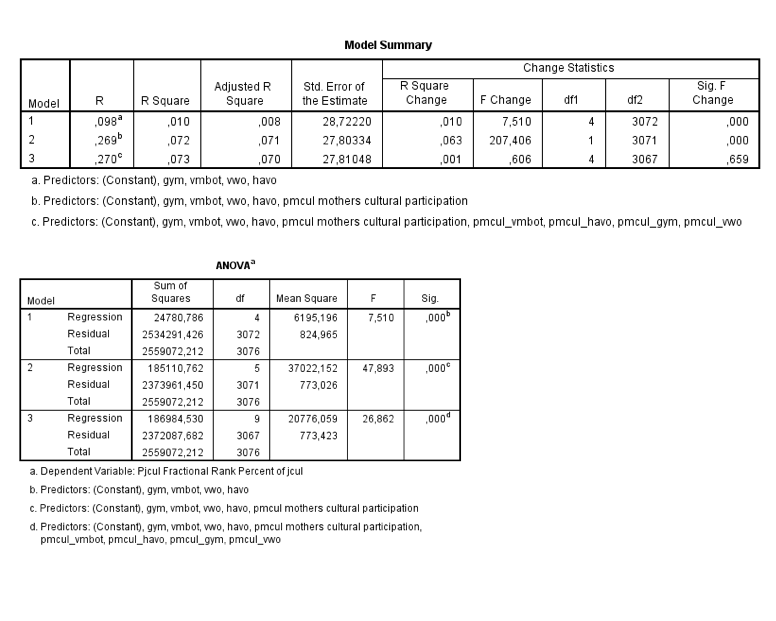 Model Summary
Change Statistics
Model R R Square Adjusted R Square Std. Error of the Estimate R Square Change F Change df1 df2 Sig. F Change
1 ,098a ,010 ,008 28,72220 ,010 7,510 4 3072 ,000
2 ,269b ,072 ,071 27,80334 ,063 207,406 1 3071 ,000
3 ,270c ,073 ,070 27,81048 ,001 ,606 4 3067 ,659
a. Predictors: (Constant), gym, vmbot, vwo, havo
b. Predictors: (Constant), gym, vmbot, vwo, havo, pmcul mothers cultural participation
c. Predictors: (Constant), gym, vmbot, vwo, havo, pmcul mothers cultural participation, pmcul_vmbot, pmcul_havo, pmcul_gym, pmcul_vwo
ANOVAa
Model Sum of Squares df Mean Square F Sig.
1 Regression 24780,786 4 6195,196 7,510 ,000b
Residual 2534291,426 3072 824,965
Total 2559072,212 3076
2 Regression 185110,762 5 37022,152 47,893 ,000c
Residual 2373961,450 3071 773,026
Total 2559072,212 3076
3 Regression 186984,530 9 20776,059 26,862 ,000d
Residual 2372087,682 3067 773,423
Total 2559072,212 3076
a. Dependent Variable: Pjcul Fractional Rank Percent of jcul
b. Predictors: (Constant), gym, vmbot, vwo, havo
c. Predictors: (Constant), gym, vmbot, vwo, havo, pmcul mothers cultural participation
d. Predictors: (Constant), gym, vmbot, vwo, havo, pmcul mothers cultural participation,
pmcul_vmbot, pmcul_havo, pmcul_gym, pmcul_vwo